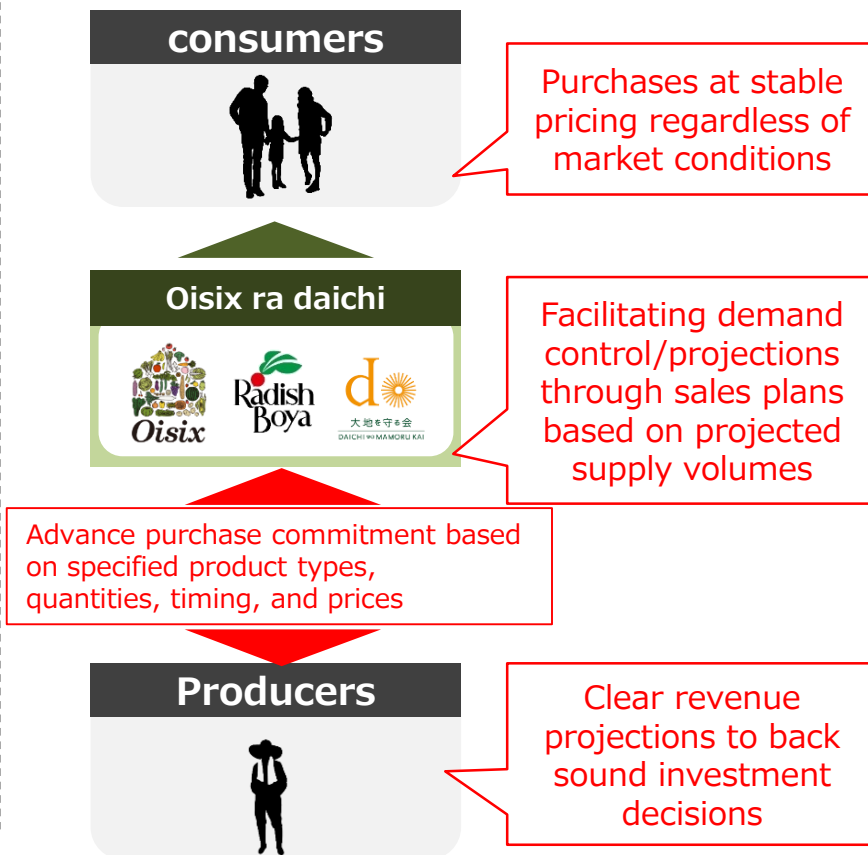 consumers
Purchases at stable
pricing regardless of
market conditions
Oisix ra daichi
Oisix
Radish
Boya
大地を守る会
DAICHI WO MAMORU KAI
Facilitating demand
control/projections
through sales plans
based on projected
supply volumes
Advance purchase commitment based
on specified product types,
quantities, timing, and prices
Producers
Clear revenue
projections to back
sound investment
decisions